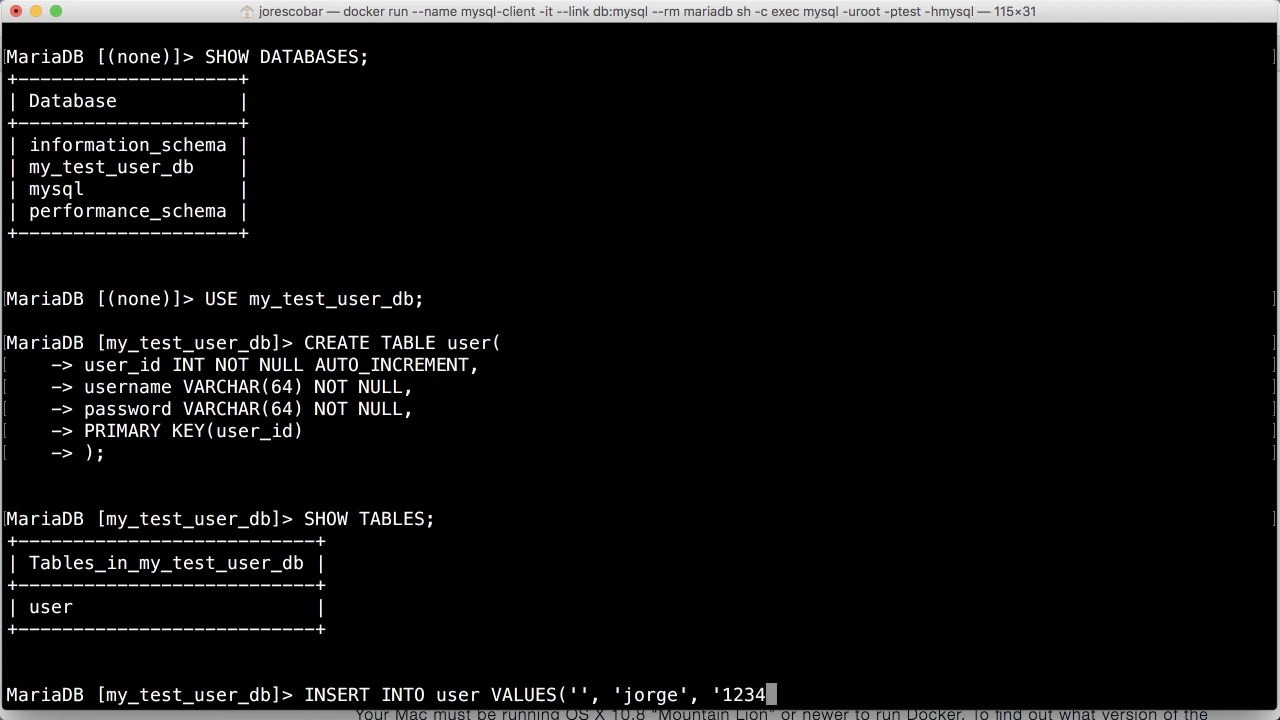 jorescobar — docker run --name mysql-client -it --link db:mysql --rm mariadb sh -c exec mysql -uroot -ptest -hmysql — 115×31
MariaDB [(none)]> SHOW DATABASES;
+--------------------+
| Database           |
+--------------------+
| information_schema |
| my_test_user_db    |
| mysql              |
| performance_schema |
+--------------------+
MariaDB [(none)]> USE my_test_user_db;
MariaDB [my_test_user_db]> CREATE TABLE user(
    -> user_id INT NOT NULL AUTO_INCREMENT,
    -> username VARCHAR(64) NOT NULL,
    -> password VARCHAR(64) NOT NULL,
    -> PRIMARY KEY(user_id)
    -> );
MariaDB [my_test_user_db]> SHOW TABLES;
+---------------------------+
| Tables_in_my_test_user_db |
+---------------------------+
| user                      |
+---------------------------+
MariaDB [my_test_user_db]> INSERT INTO user VALUES('', 'jorge', '1234
Your Mac must be running OS X 10.8 "Mountain Lion" or newer to run Docker. To find out what version of the